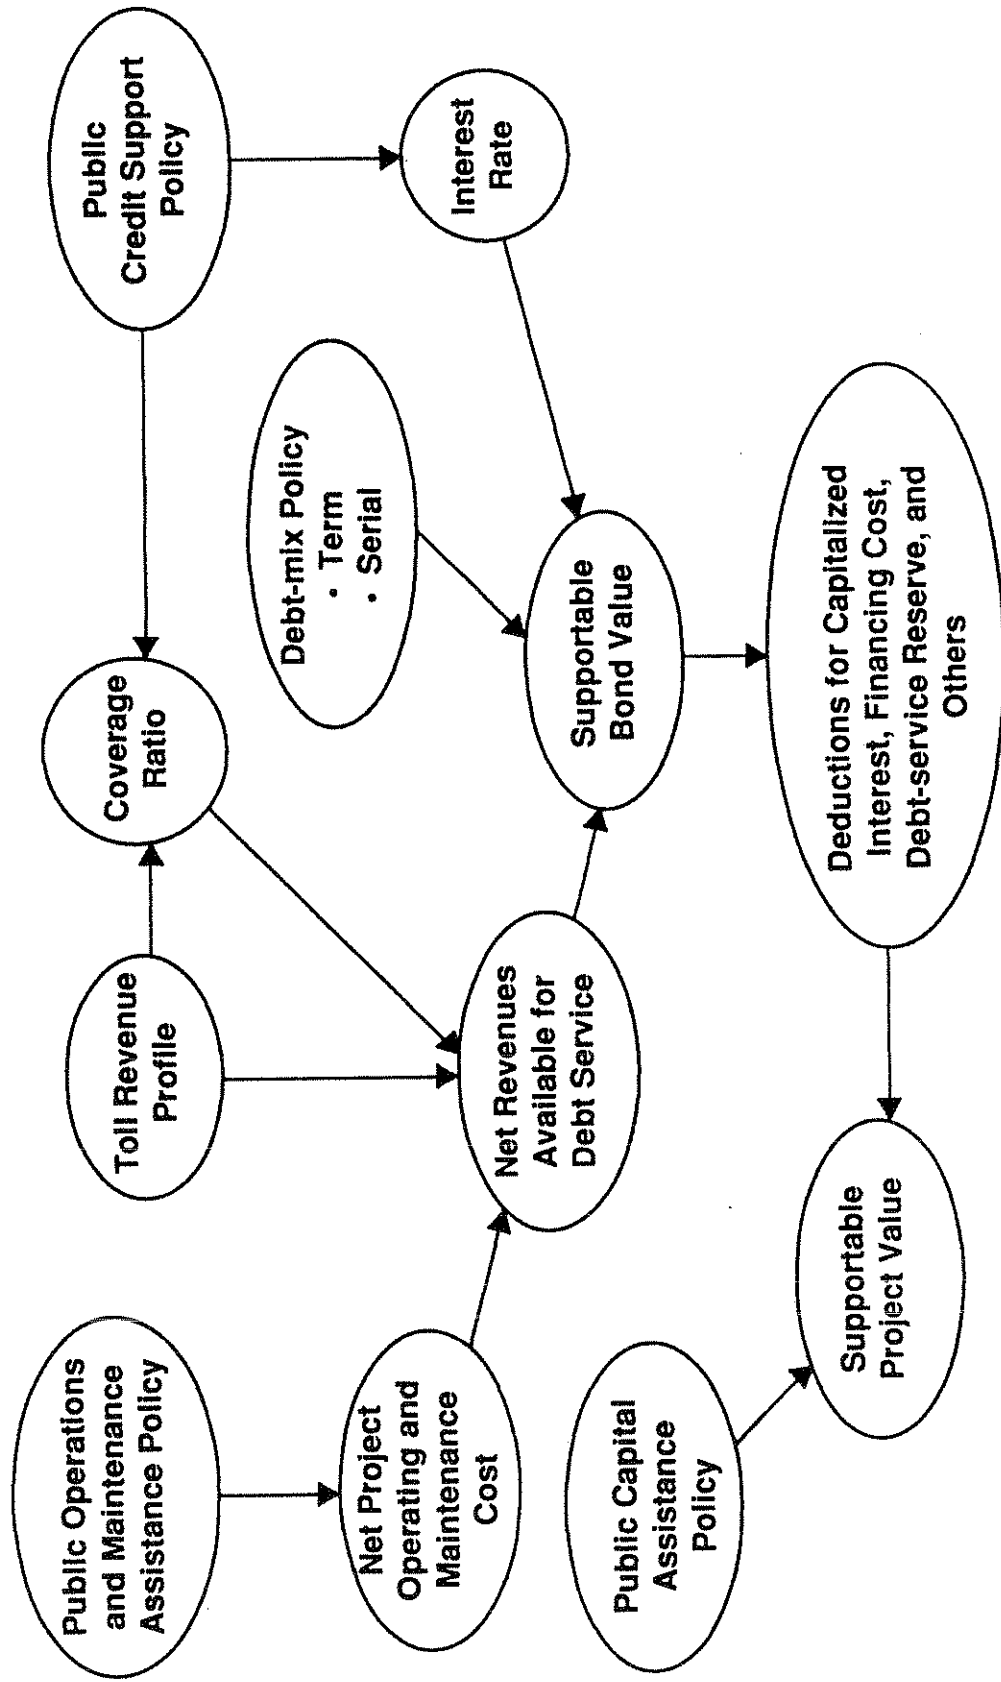 Public Operations
and Maintenance
Assistance Policy
Toll Revenue
Profile
Coverage
Ratio
Public
Credit Support
Policy
Net Project
Operating and
Maintenance
Cost
Net Revenues
Available for
Debt Service
Debt-mix Policy
• Term
• Serial
Interest
Rate
Public Capital
Assistance
Policy
Supportable
Bond Value
Supportable
Project Value
Deductions for Capitalized
Interest, Financing Cost,
Debt-service Reserve, and
Others